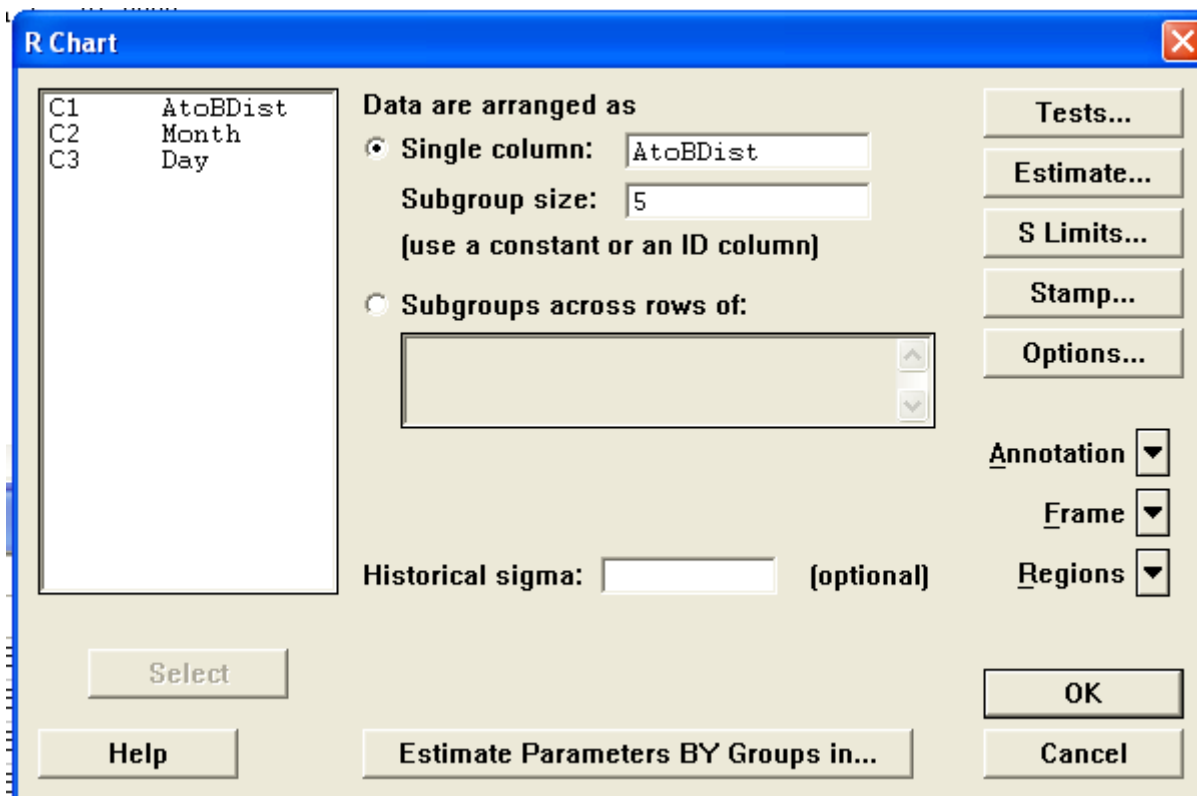 R Chart
C1 AtoBDist
C2 Month
C3 Day
Data are arranged as
Single column: AtoBDist
Subgroup size: 5
(use a constant or an ID column)
Subgroups across rows of:
Historical sigma: (optional)
Tests...
Estimate...
S Limits...
Stamp...
Options...
Annotation
Frame
Regions
Select
OK
Help
Estimate Parameters BY Groups in...
Cancel